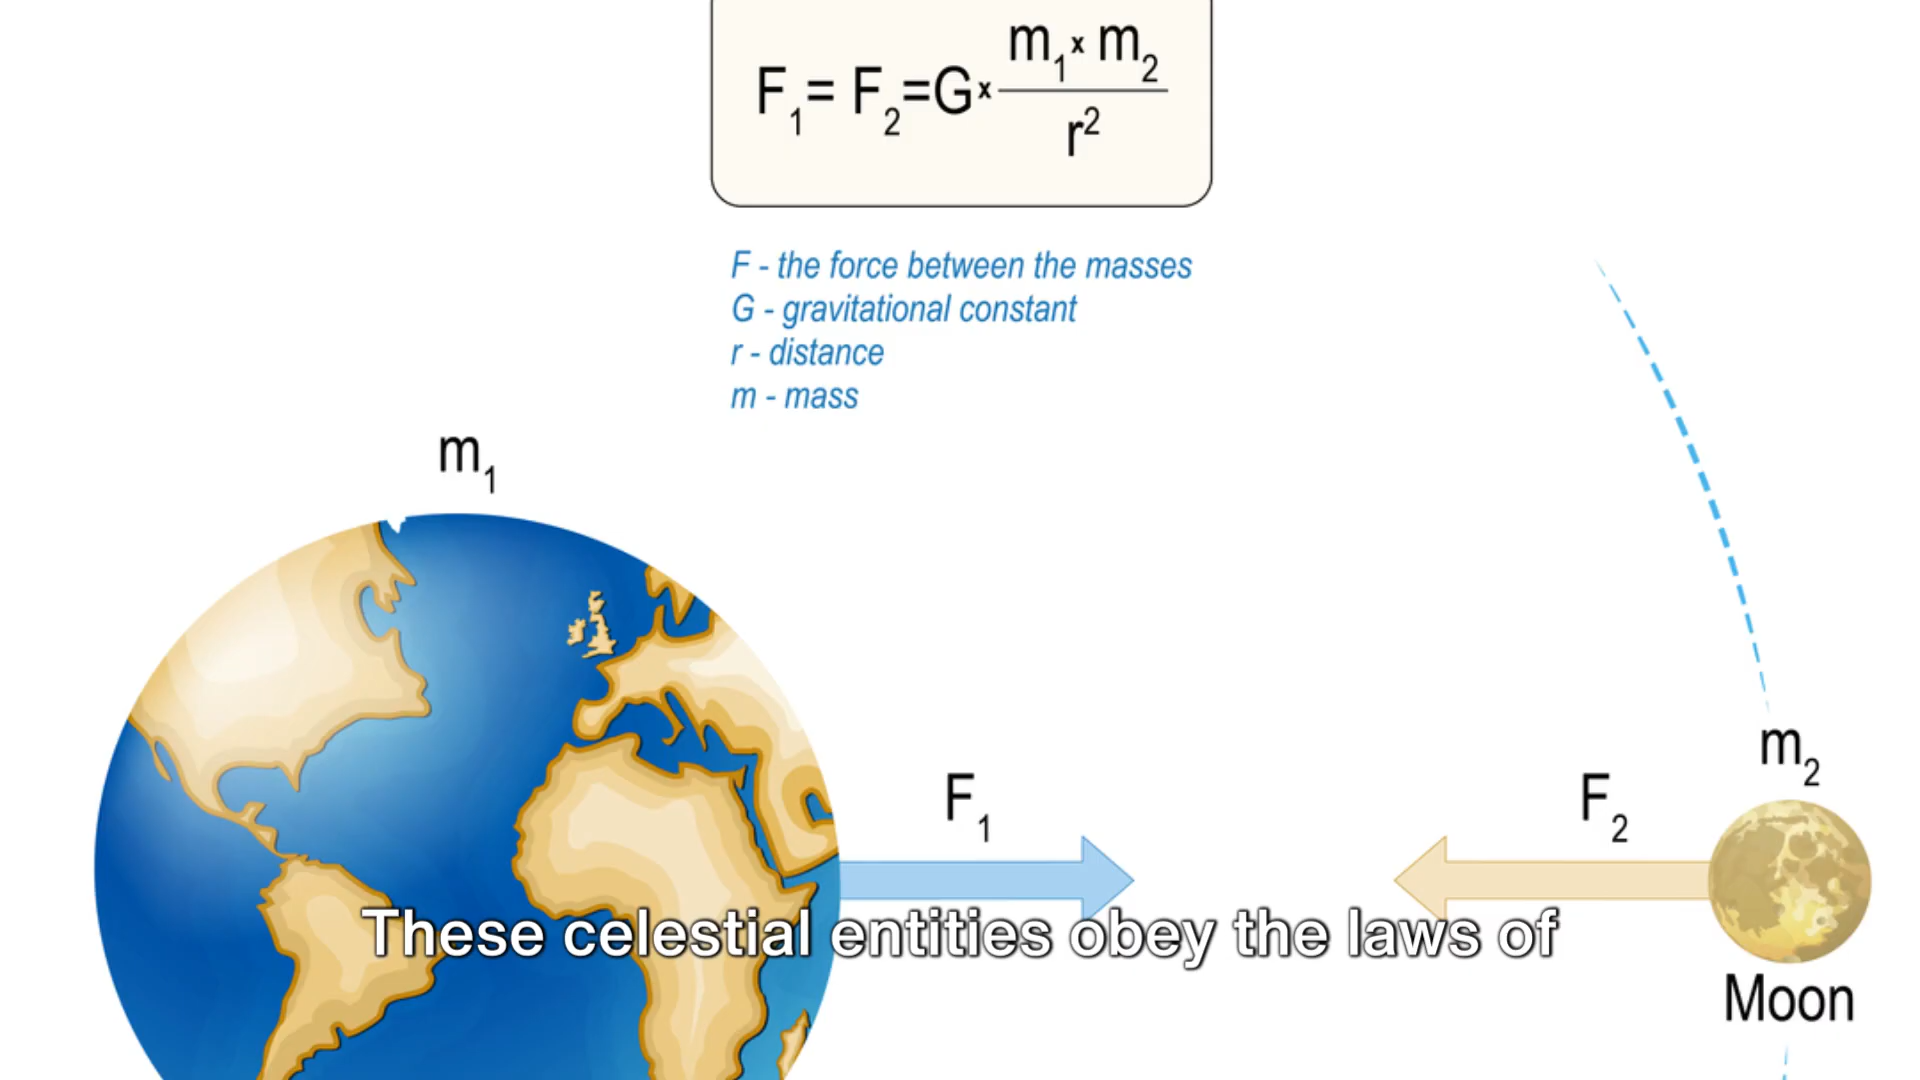 F₁= F₂=G× m₁× m₂ / r²
F - the force between the masses
G - gravitational constant
r - distance
m - mass
m₁
m₂
F₁
F₂
These celestial entities obey the laws of
Moon